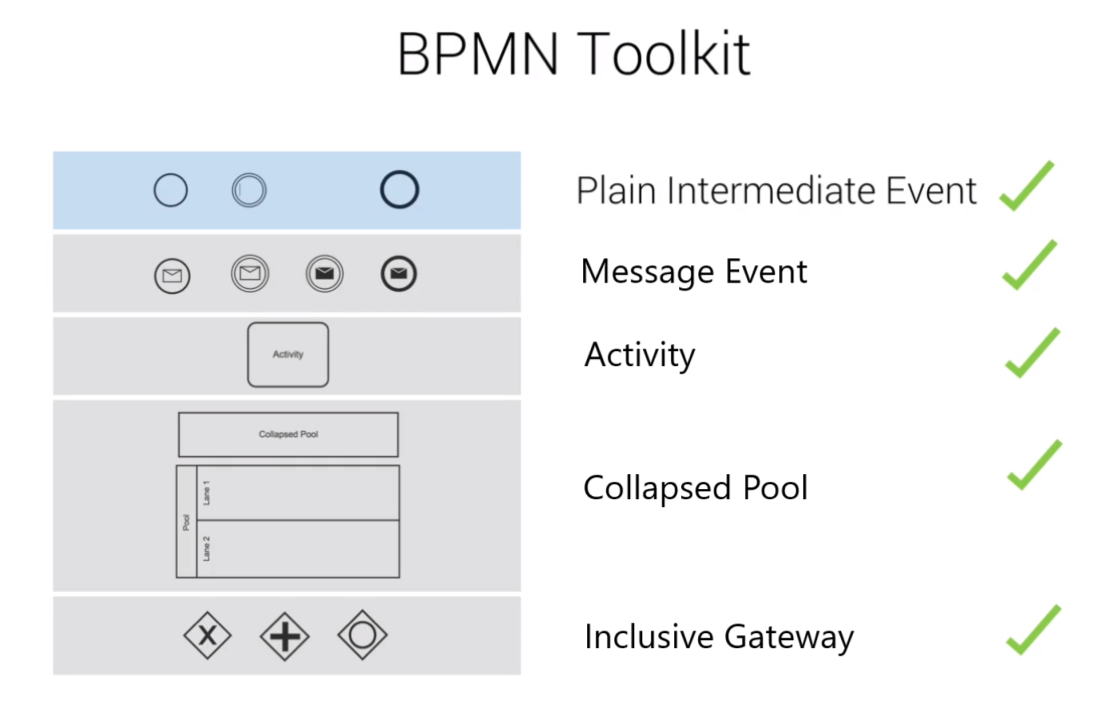 BPMN Toolkit
Plain Intermediate Event
Message Event
Activity
Activity
Collapsed Pool
Pool
Lane 1
Lane 2
Collapsed Pool
X
Inclusive Gateway